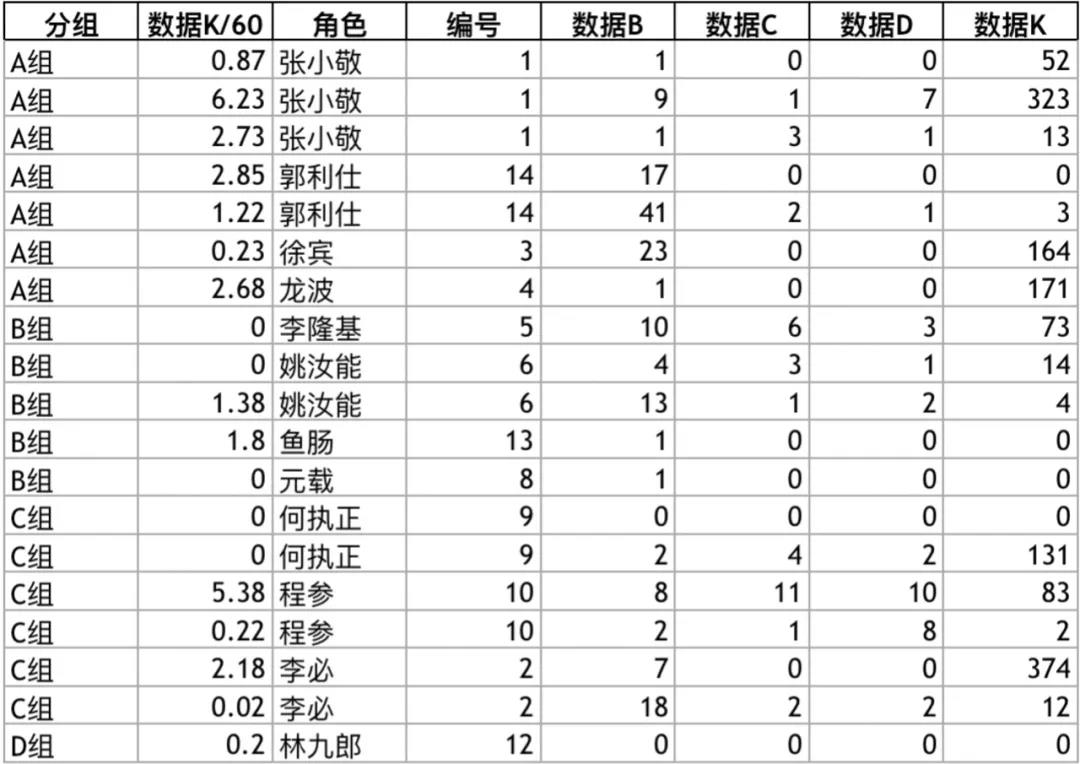 分组 数据K/60 角色 编号 数据B 数据C 数据D 数据K
A组 0.87 张小敬 1 1 0 0 52
A组 6.23 张小敬 1 9 1 7 323
A组 2.73 张小敬 1 1 3 1 13
A组 2.85 郭利仕 14 17 0 0 0
A组 1.22 郭利仕 14 41 2 1 3
A组 0.23 徐宾 3 23 0 0 164
A组 2.68 龙波 4 1 0 0 171
B组 0 李隆基 5 10 6 3 73
B组 0 姚汝能 6 4 3 1 14
B组 1.38 姚汝能 6 13 1 2 4
B组 1.8 鱼肠 13 1 0 0 0
B组 0 元载 8 1 0 0 0
C组 0 何执正 9 0 0 0 0
C组 0 何执正 9 2 4 2 131
C组 5.38 程参 10 8 11 10 83
C组 0.22 程参 10 2 1 8 2
C组 2.18 李必 2 7 0 0 374
C组 0.02 李必 2 18 2 2 12
D组 0.2 林九郎 12 0 0 0 0